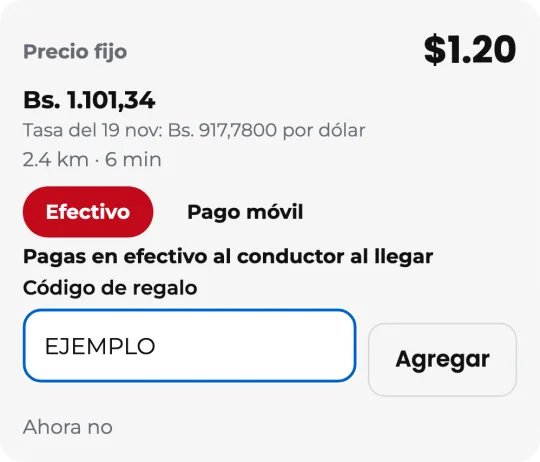 Precio fijo
$1.20
Bs. 1.101,34
Tasa del 19 nov: Bs. 917,7800 por dólar
2.4 km · 6 min
Efectivo
Pago móvil
Pagas en efectivo al conductor al llegar
Código de regalo
EJEMPLO
Agregar
Ahora no